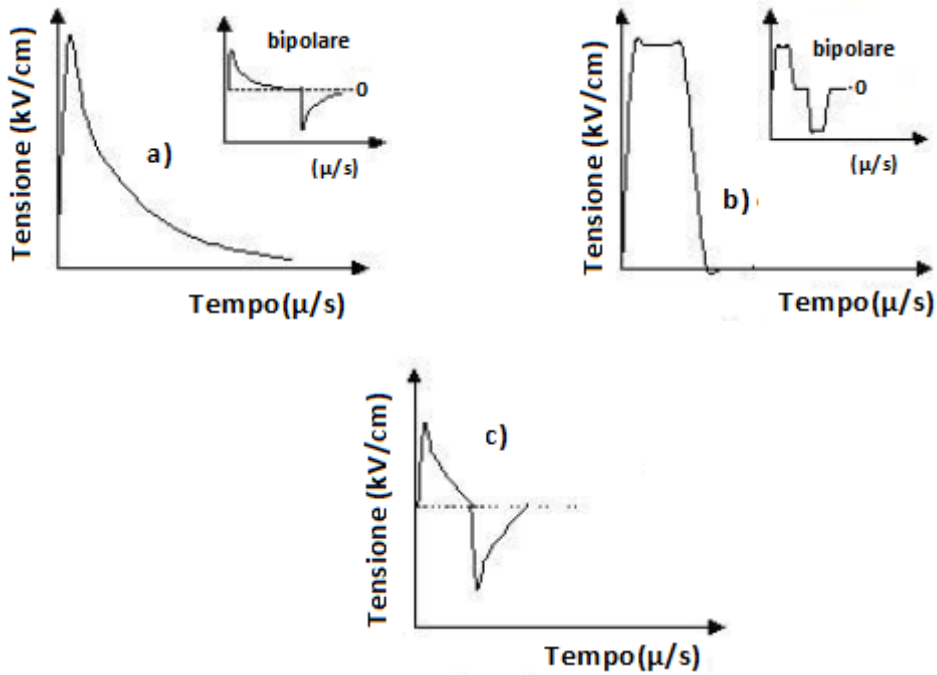 Tensione (kV/cm)
bipolare
0
(μ/s)
a)
Tempo(μ/s)
Tensione (kV/cm)
bipolare
-0
(μ/s)
b)
Tempo(μ/s)
Tensione (kV/cm)
c)
Tempo(μ/s)